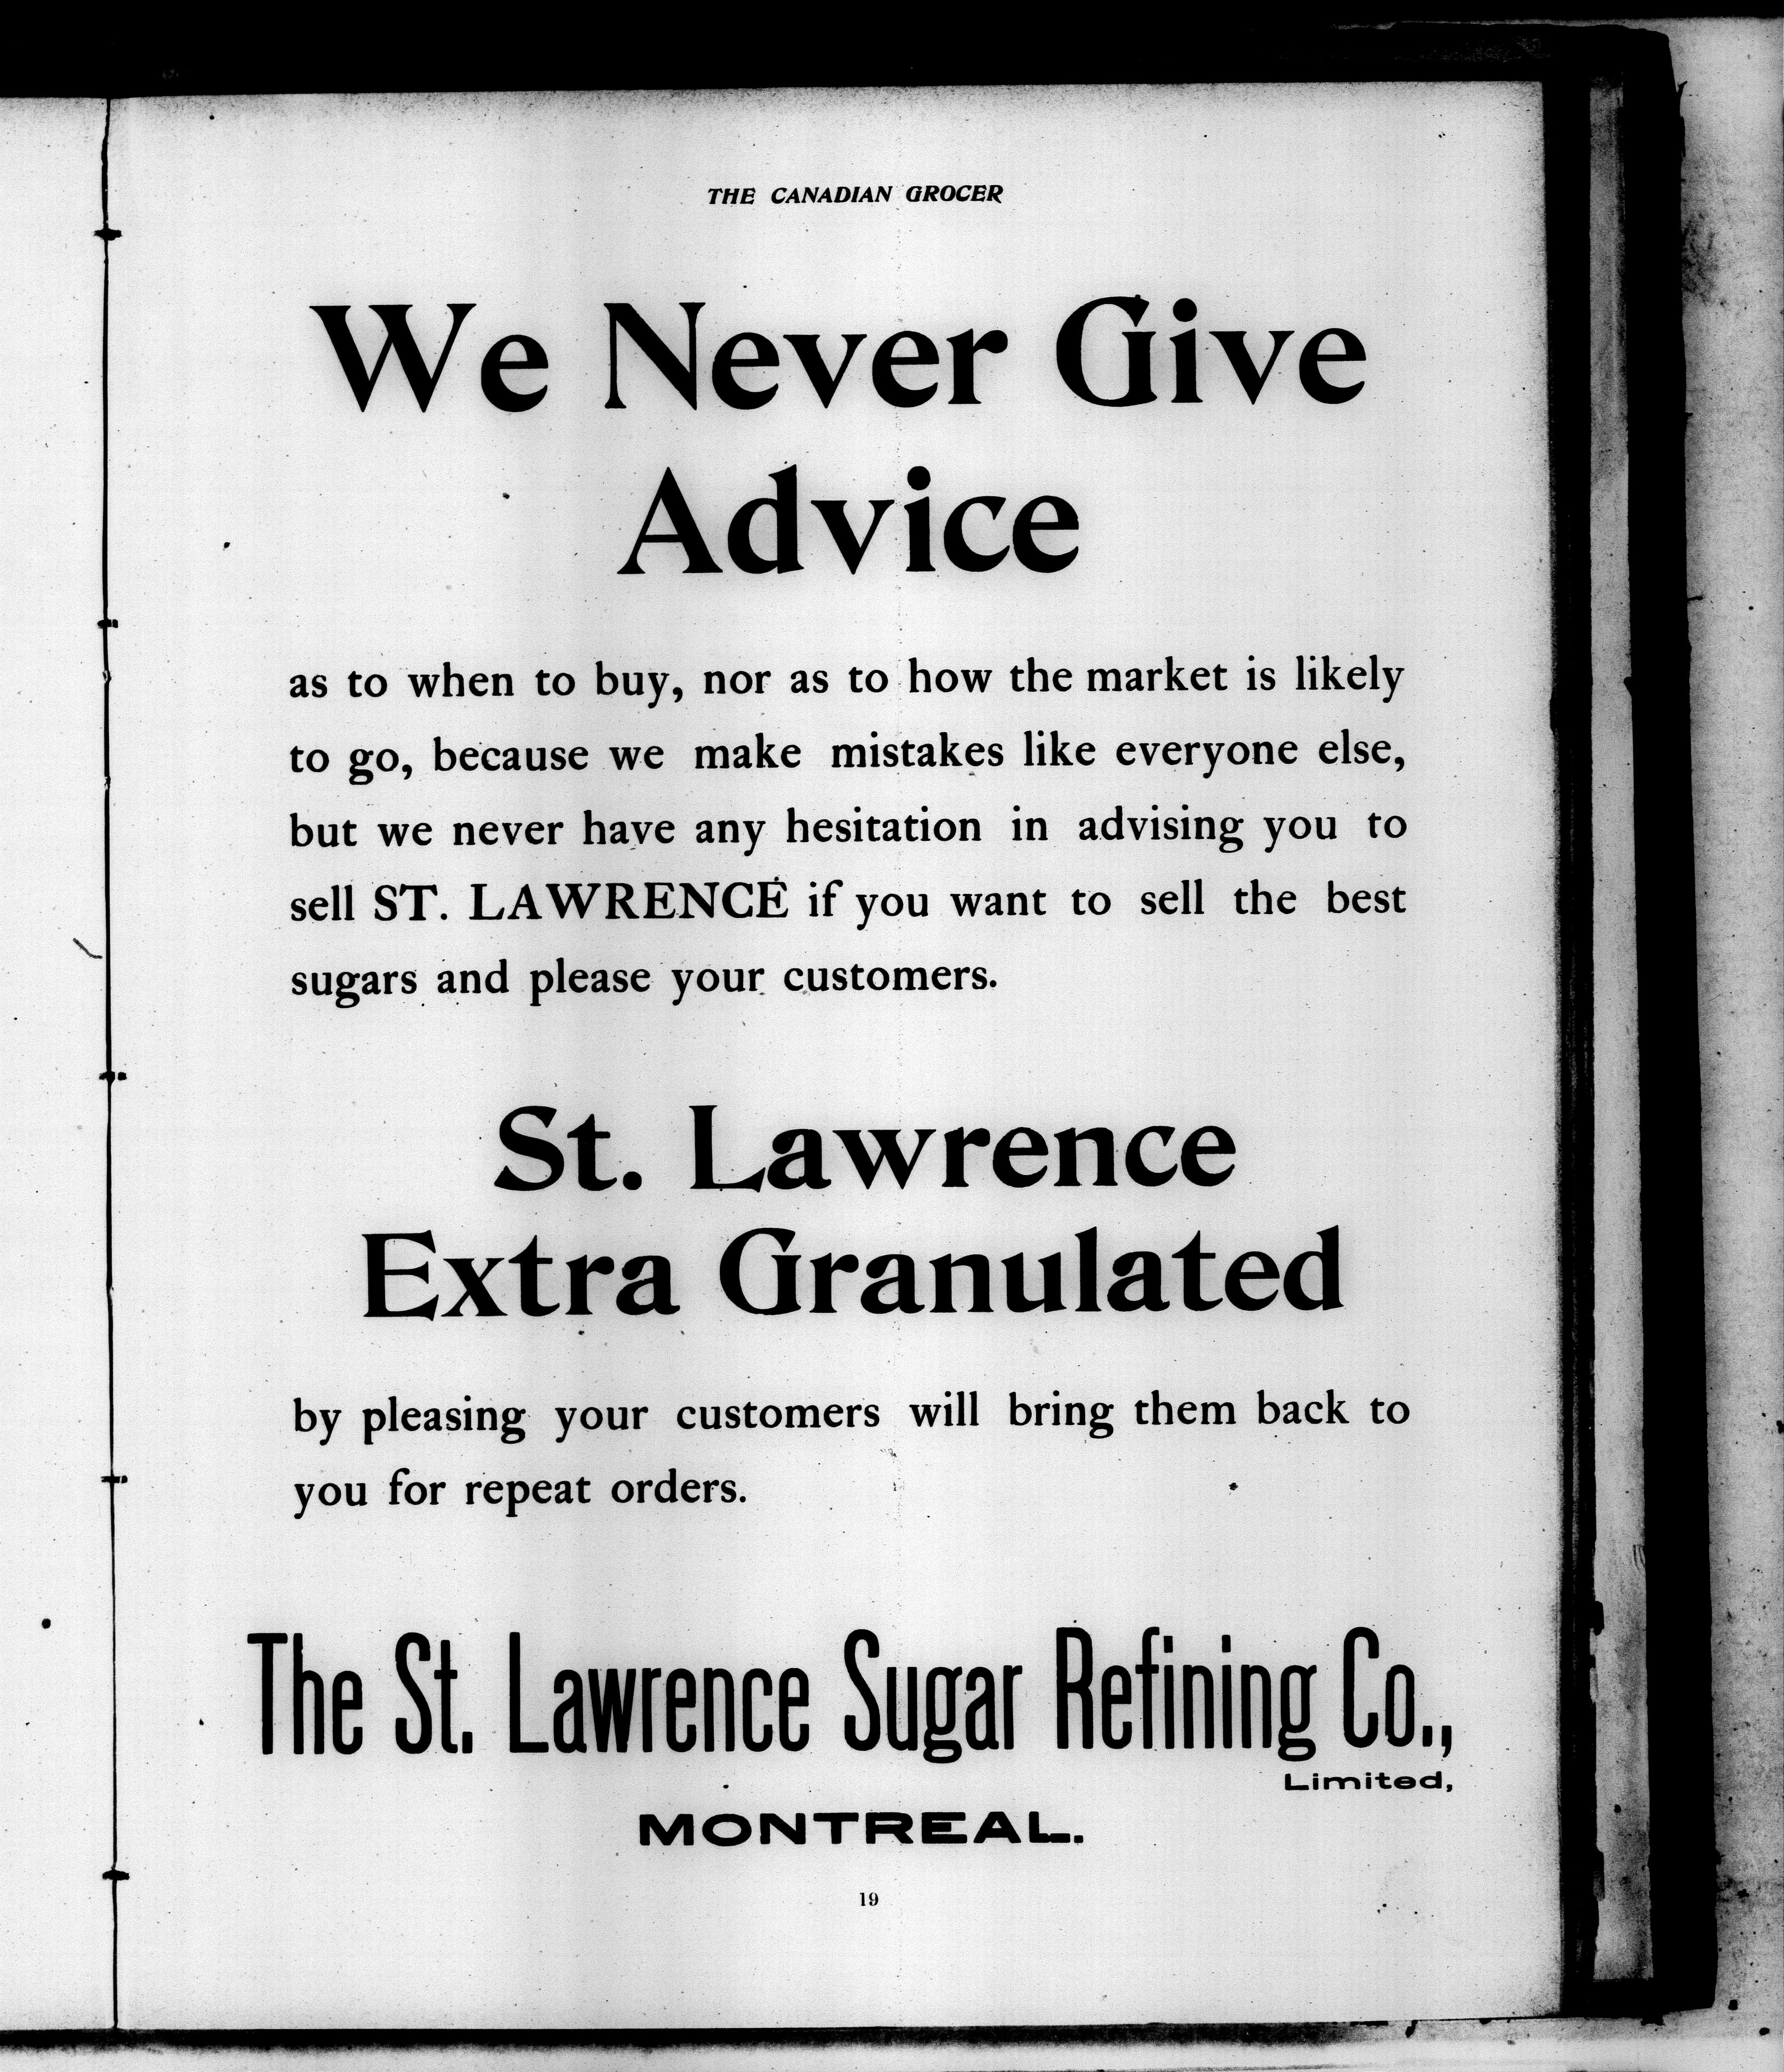 THE CANADIAN GROCER
We Never Give
Advice
as to when to buy, nor as to how the market is likely
to go, because we make mistakes like everyone else,
but we never have any hesitation in advising you to
sell ST. LAWRENCE if you want to sell the best
sugars and please your customers.
St. Lawrence
Extra Granulated
by pleasing your customers will bring them back to
you for repeat orders.
The St. Lawrence Sugar Refining Co.,
Limited,
MONTREAL.
19